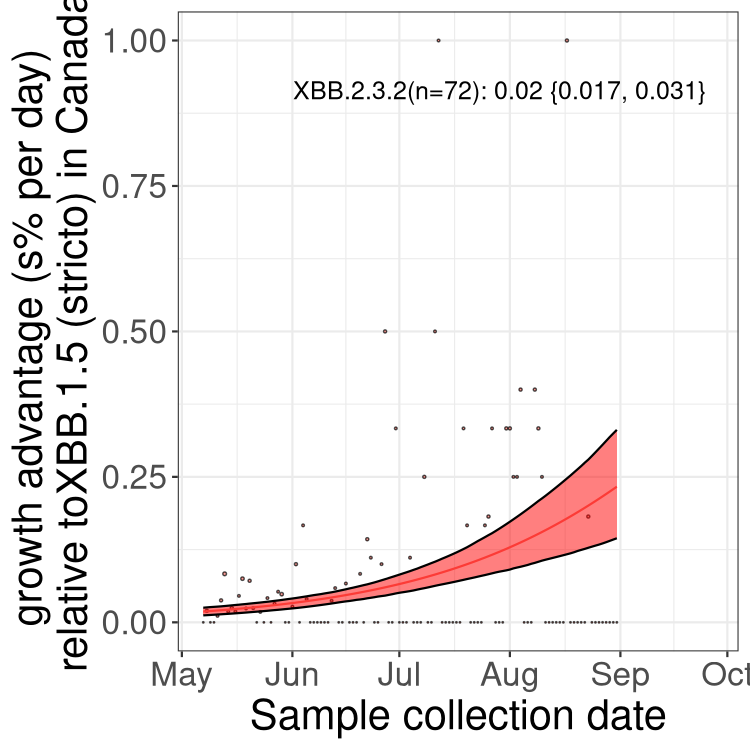 growth advantage (s% per day)
relative toXBB.1.5 (stricto) in Canada
1.00
0.75
0.50
0.25
0.00
XBB.2.3.2(n=72): 0.02 {0.017, 0.031}
May Jun Jul Aug Sep Oct
Sample collection date